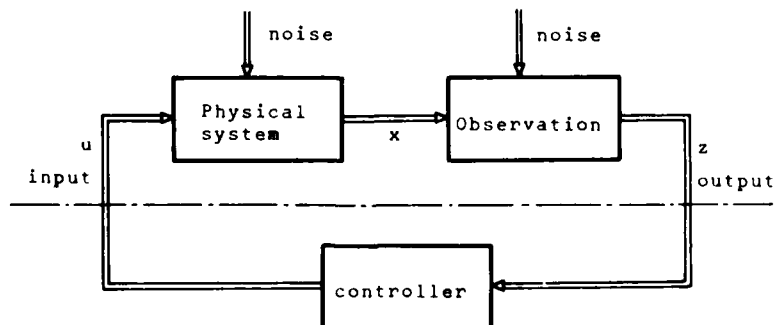 noise
noise
Physical
system
x
Observation
u
input
z
output
controller